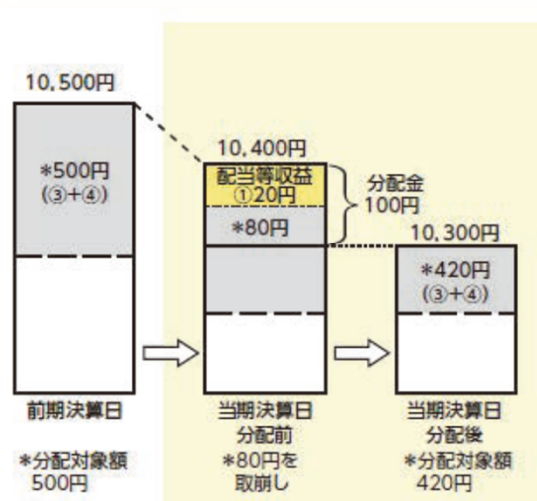 10,500円
*500円
(③+④)
前期決算日
*分配対象額
500円
10,400円
配当等収益
①20円
*80円
分配金
100円
当期決算日
分配前
*80円を
取崩し
10,300円
*420円
(③+④)
当期決算日
分配後
*分配対象額
420円